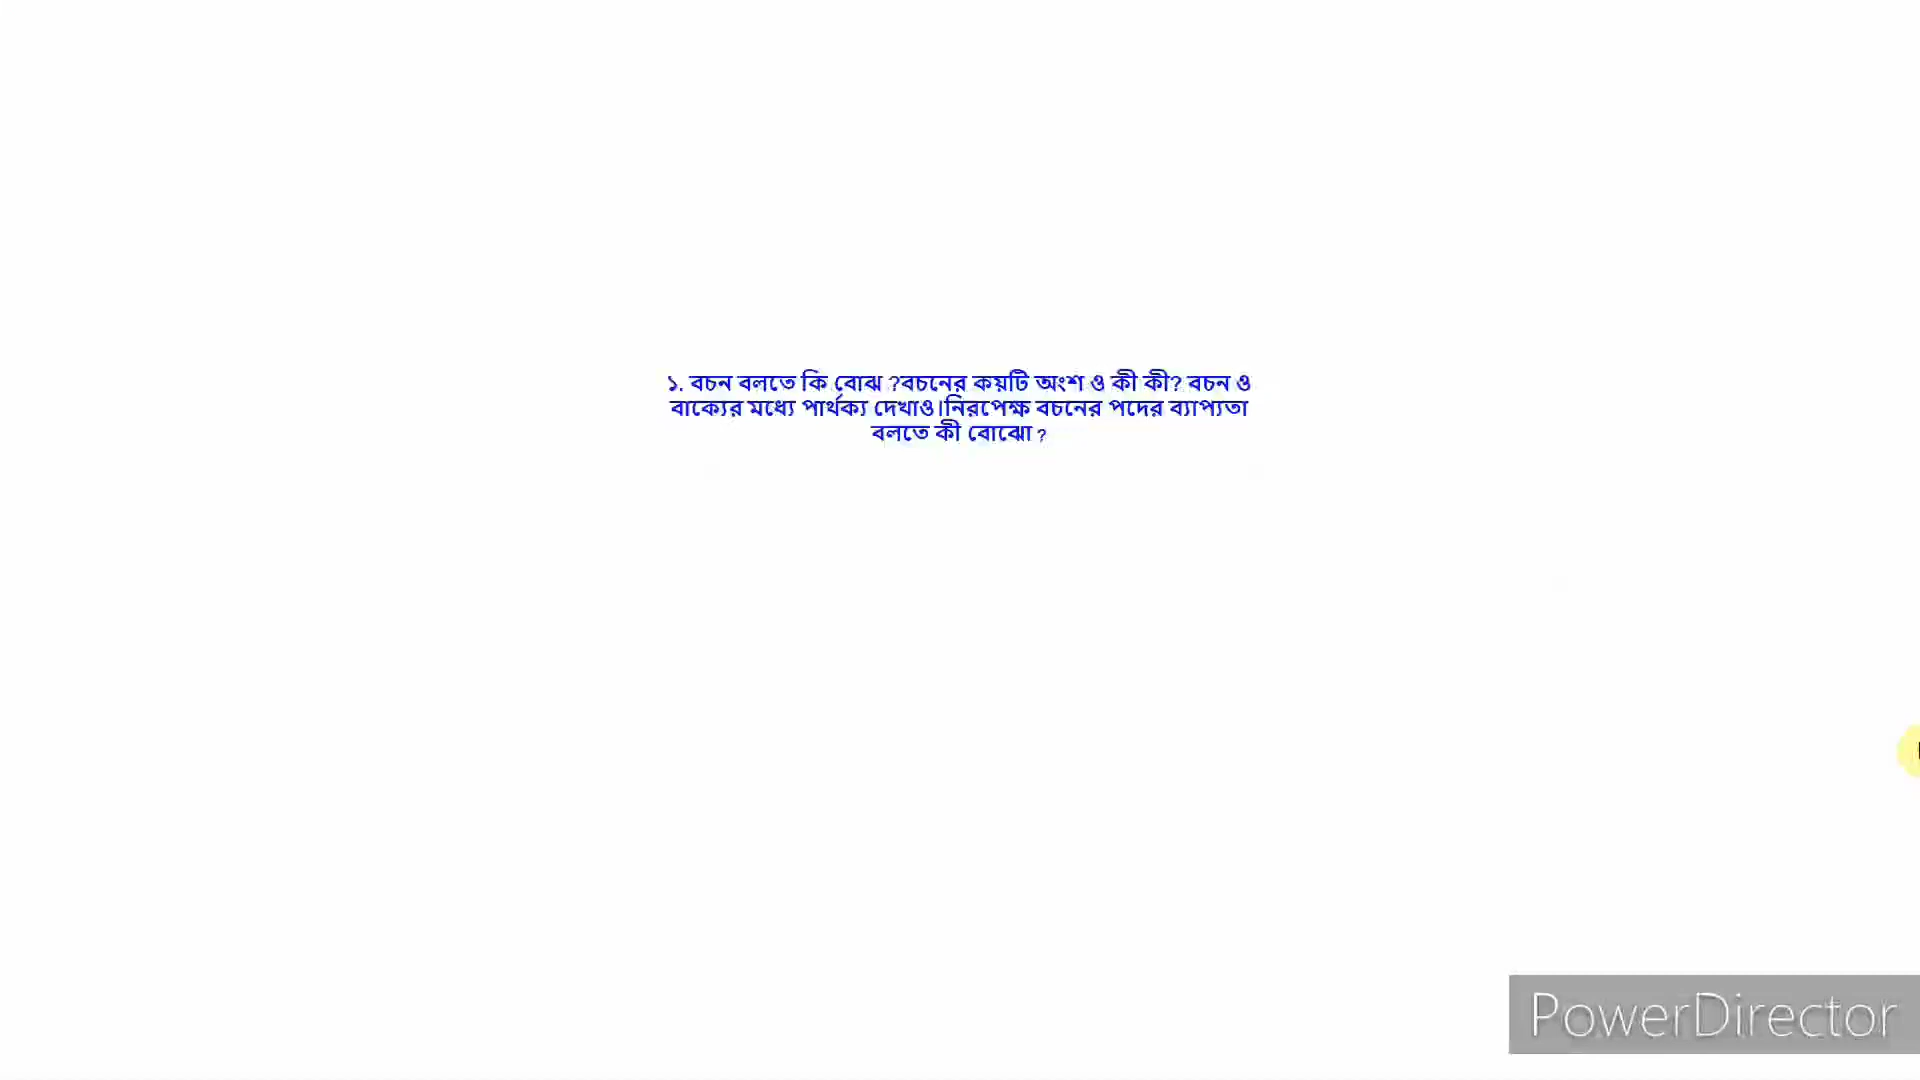 ১. বচন বলতে কি বোঝ ?বচনের কয়টি অংশ ও কী কী? বচন ও
বাক্যের মধ্যে পার্থক্য দেখাও।নিরপেক্ষ বচনের পদের ব্যাপ্যতা
বলতে কী বোঝো ?
PowerDirector